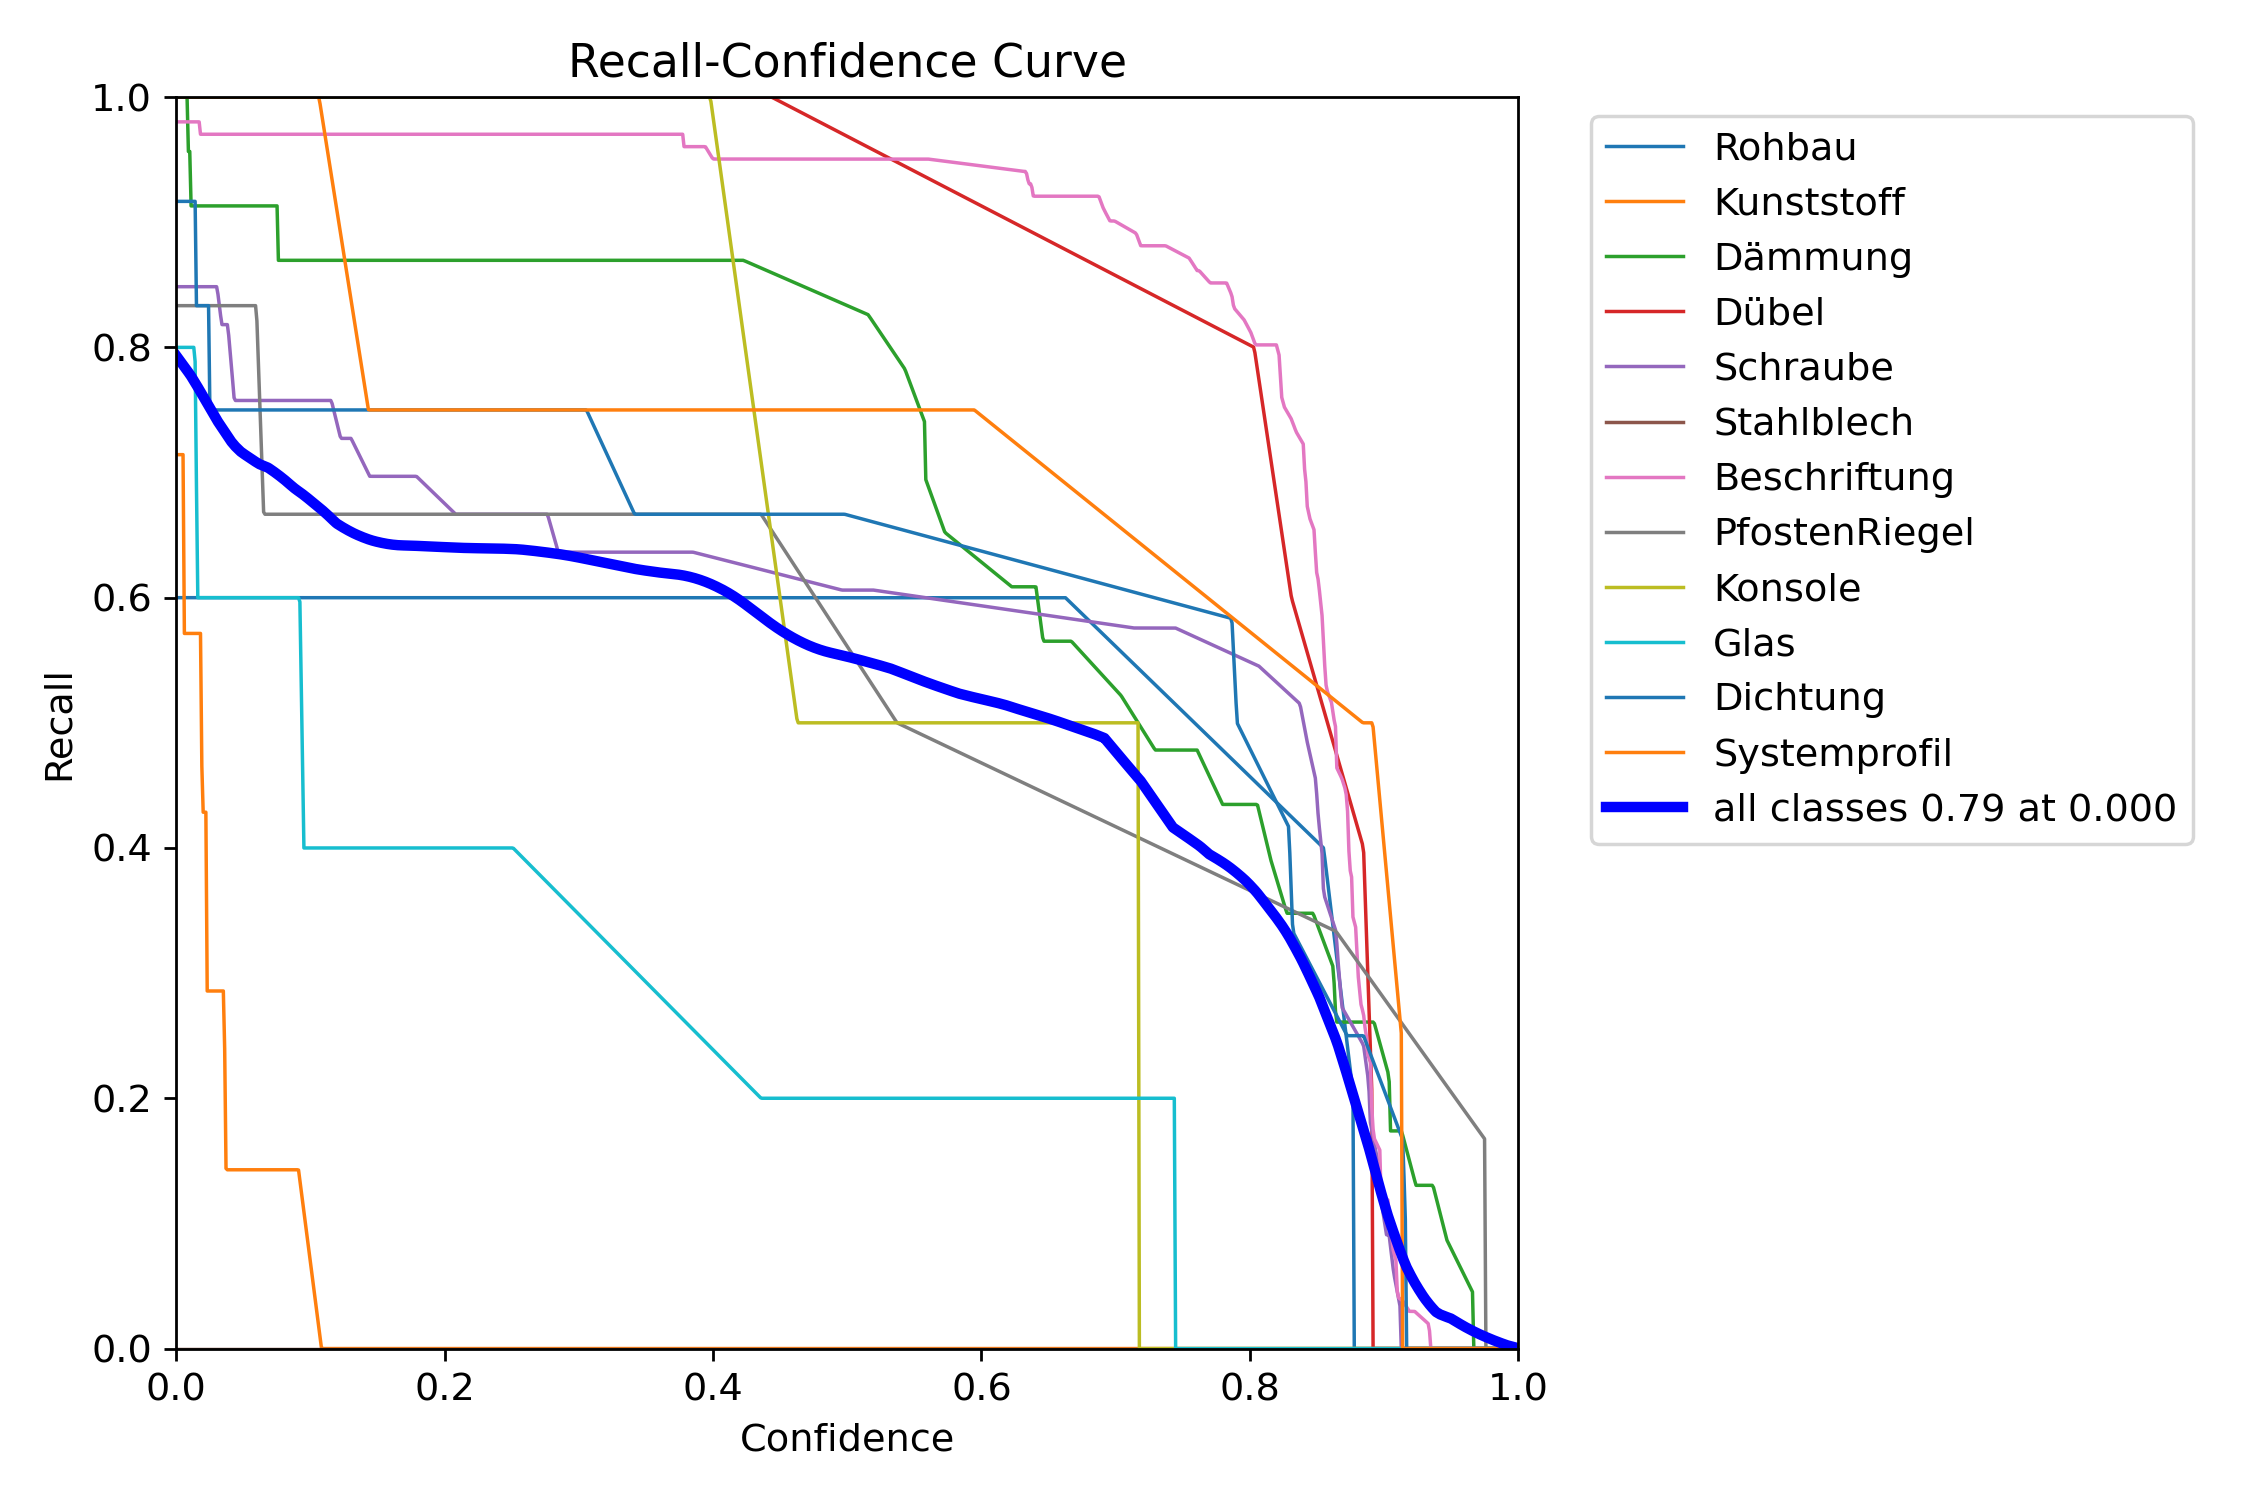 Recall-Confidence Curve
1.0
0.8
0.6
0.4
0.2
0.0
Recall
0.0 0.2 0.4 0.6 0.8 1.0
Confidence
Rohbau
Kunststoff
Dämmung
Dübel
Schraube
Stahlblech
Beschriftung
PfostenRiegel
Konsole
Glas
Dichtung
Systemprofil
all classes 0.79 at 0.000